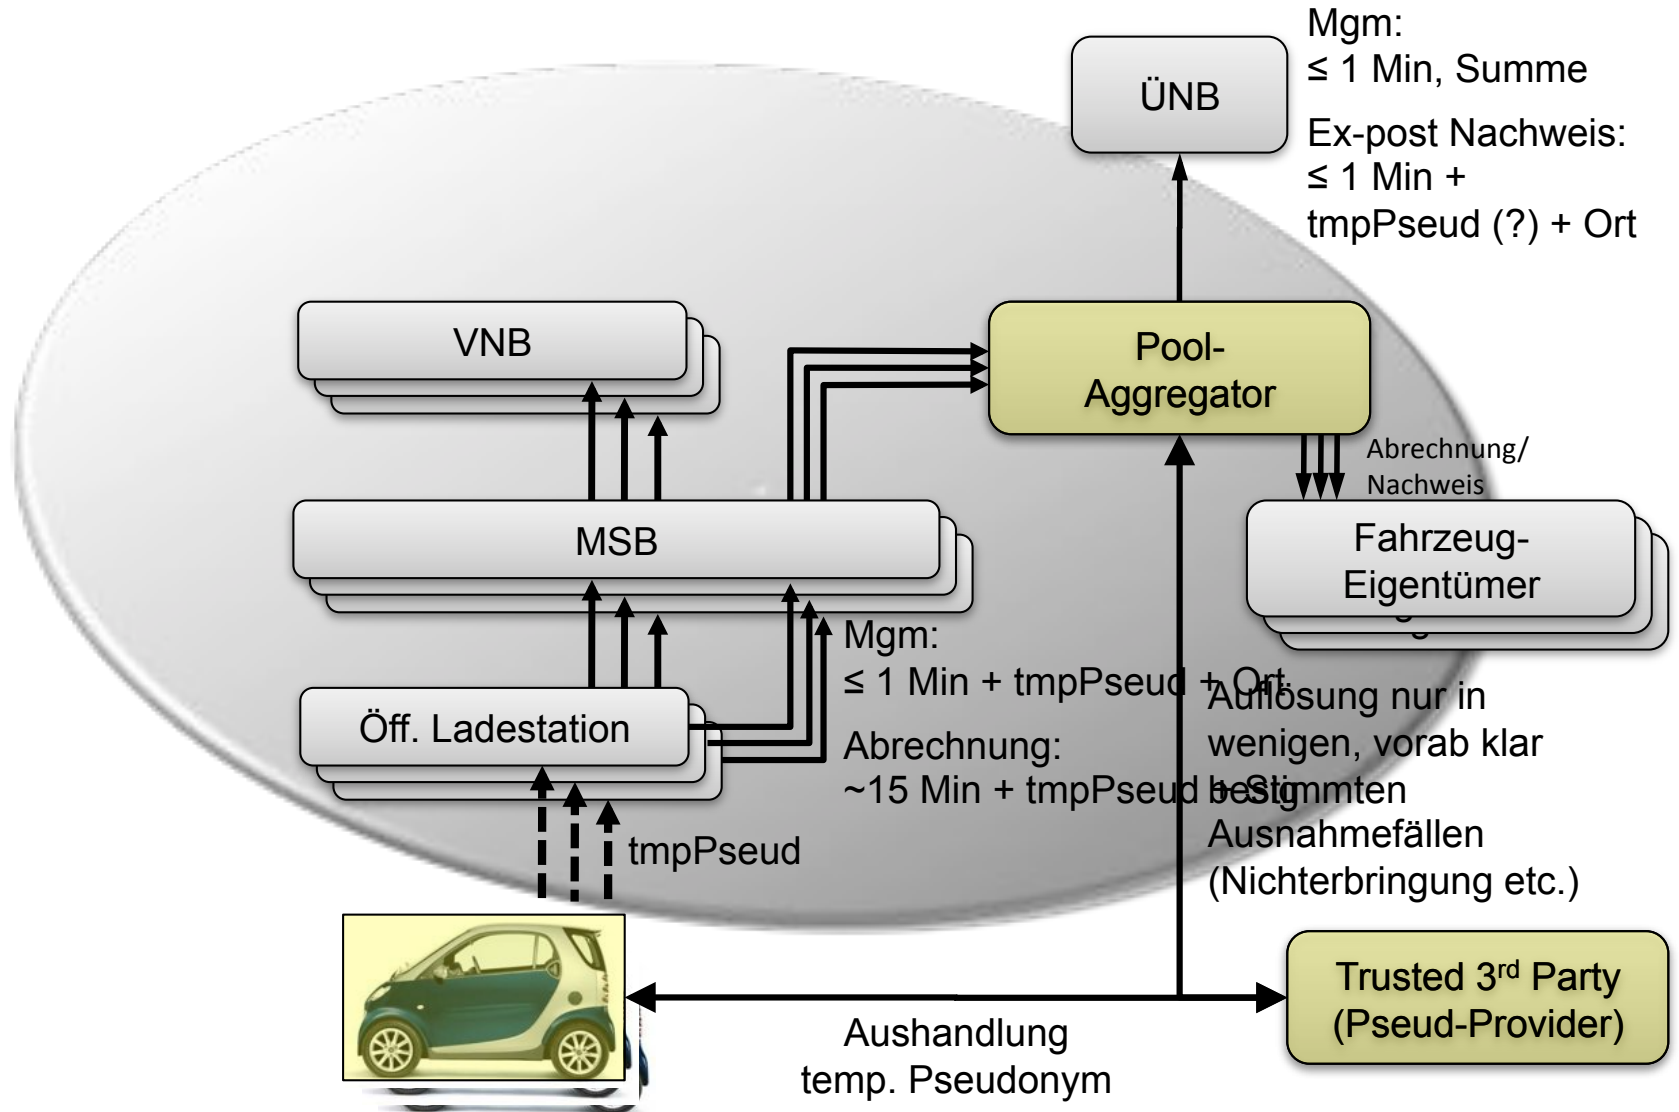 Mgm:
≤ 1 Min, Summe
Ex-post Nachweis:
≤ 1 Min +
tmpPseud (?) + Ort
ÜNB
VNB
Pool-
Aggregator
Abrechnung/
Nachweis
MSB
Fahrzeug-
Eigentümer
Mgm:
≤ 1 Min + tmpPseud + Ort
Abrechnung:
~15 Min + tmpPseud + Sig
Öff. Ladestation
Auflösung nur in
wenigen, vorab klar
bestimmten
Ausnahmefällen
(Nichterbringung etc.)
tmpPseud
Trusted 3rd Party
(Pseud-Provider)
Aushandlung
temp. Pseudonym